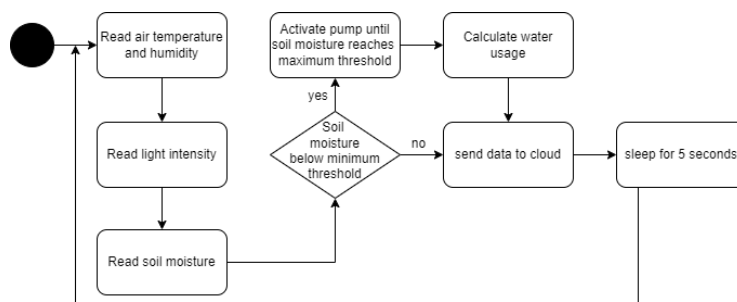 Read air temperature
and humidity
Read light intensity
Read soil moisture
Soil
moisture
below minimum
threshold
yes
Activate pump until
soil moisture reaches
maximum threshold
Calculate water
usage
no
send data to cloud
sleep for 5 seconds